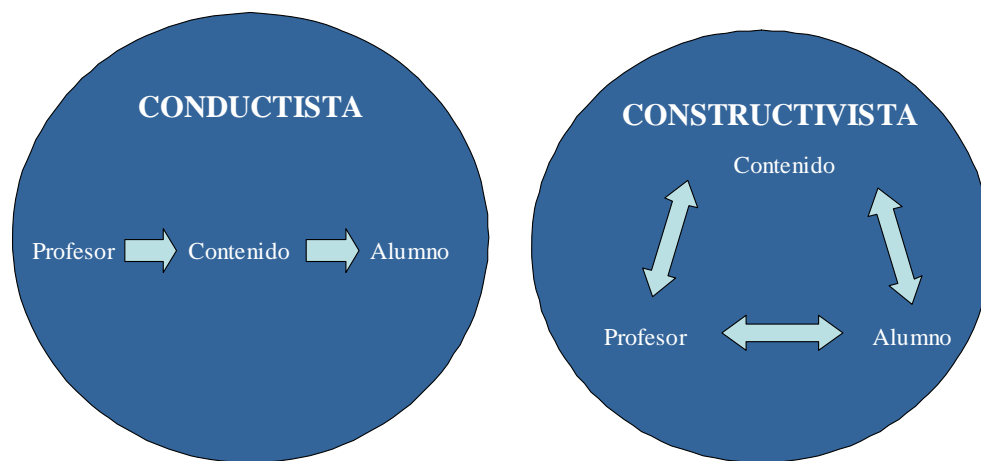 CONDUCTISTA
Profesor Contenido Alumno
CONSTRUCTIVISTA
Contenido
Profesor Alumno